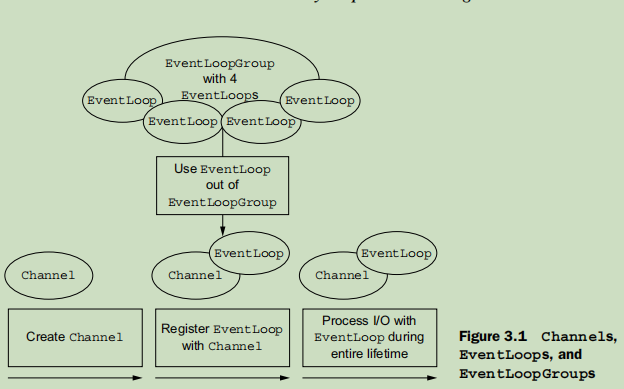 EventLoopGroup
with 4
EventLoops
EventLoop
EventLoop
EventLoop
EventLoop
Use EventLoop
out of
EventLoopGroup
Channel
Channel
EventLoop
Channel
EventLoop
Create Channel
Register EventLoop
with Channel
Process I/O with
EventLoop during
entire lifetime
Figure 3.1 Channels,
EventLoops, and
EventLoopGroups